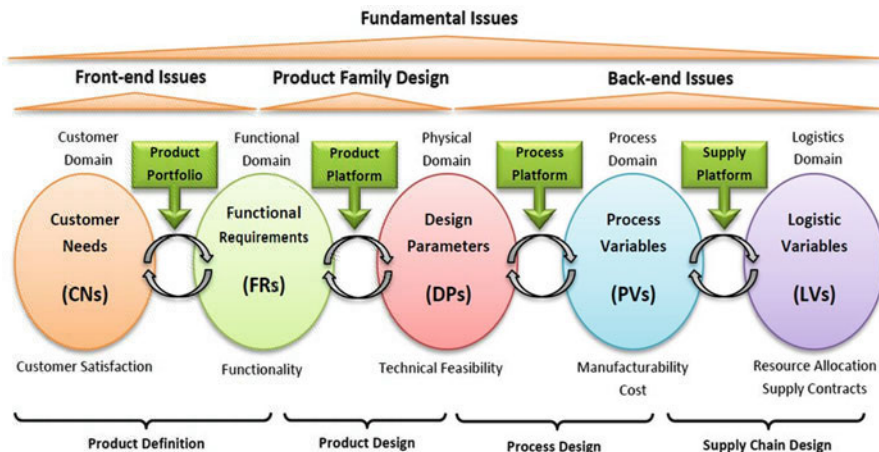 Fundamental Issues
Front-end Issues
Product Family Design
Back-end Issues
Customer
Domain
Product
Portfolio
Functional
Domain
Product
Platform
Physical
Domain
Process
Platform
Process
Domain
Supply
Platform
Logistics
Domain
Customer
Needs
(CNs)
Functional
Requirements
(FRs)
Design
Parameters
(DPs)
Process
Variables
(PVs)
Logistic
Variables
(LVs)
Customer Satisfaction
Functionality
Technical Feasibility
Manufacturability
Cost
Resource Allocation
Supply Contracts
Product Definition
Product Design
Process Design
Supply Chain Design